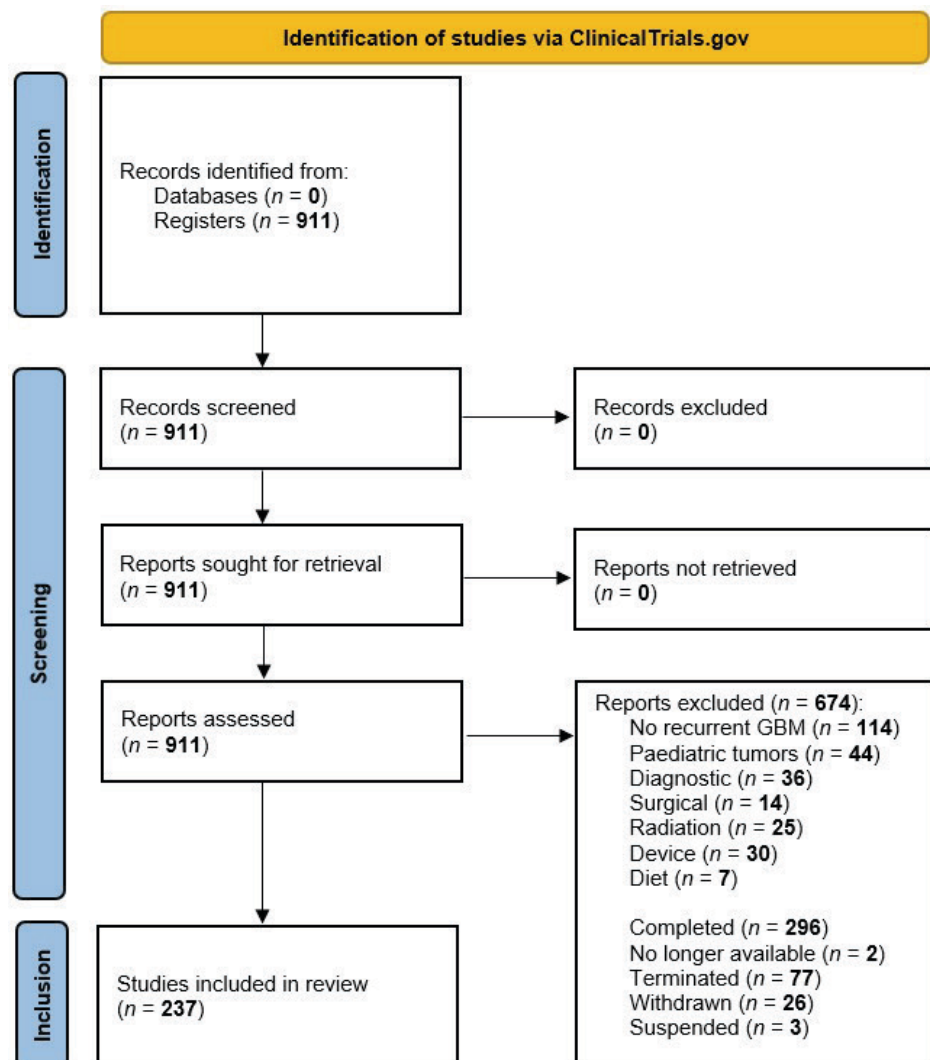 Identification of studies via ClinicalTrials.gov
Identification
Records identified from:
Databases (n = 0)
Registers (n = 911)
Screening
Records screened
(n = 911)
Records excluded
(n = 0)
Reports sought for retrieval
(n = 911)
Reports not retrieved
(n = 0)
Reports assessed
(n = 911)
Reports excluded (n = 674):
No recurrent GBM (n = 114)
Paediatric tumors (n = 44)
Diagnostic (n = 36)
Surgical (n = 14)
Radiation (n = 25)
Device (n = 30)
Diet (n = 7)
Completed (n = 296)
No longer available (n = 2)
Terminated (n = 77)
Withdrawn (n = 26)
Suspended (n = 3)
Inclusion
Studies included in review
(n = 237)